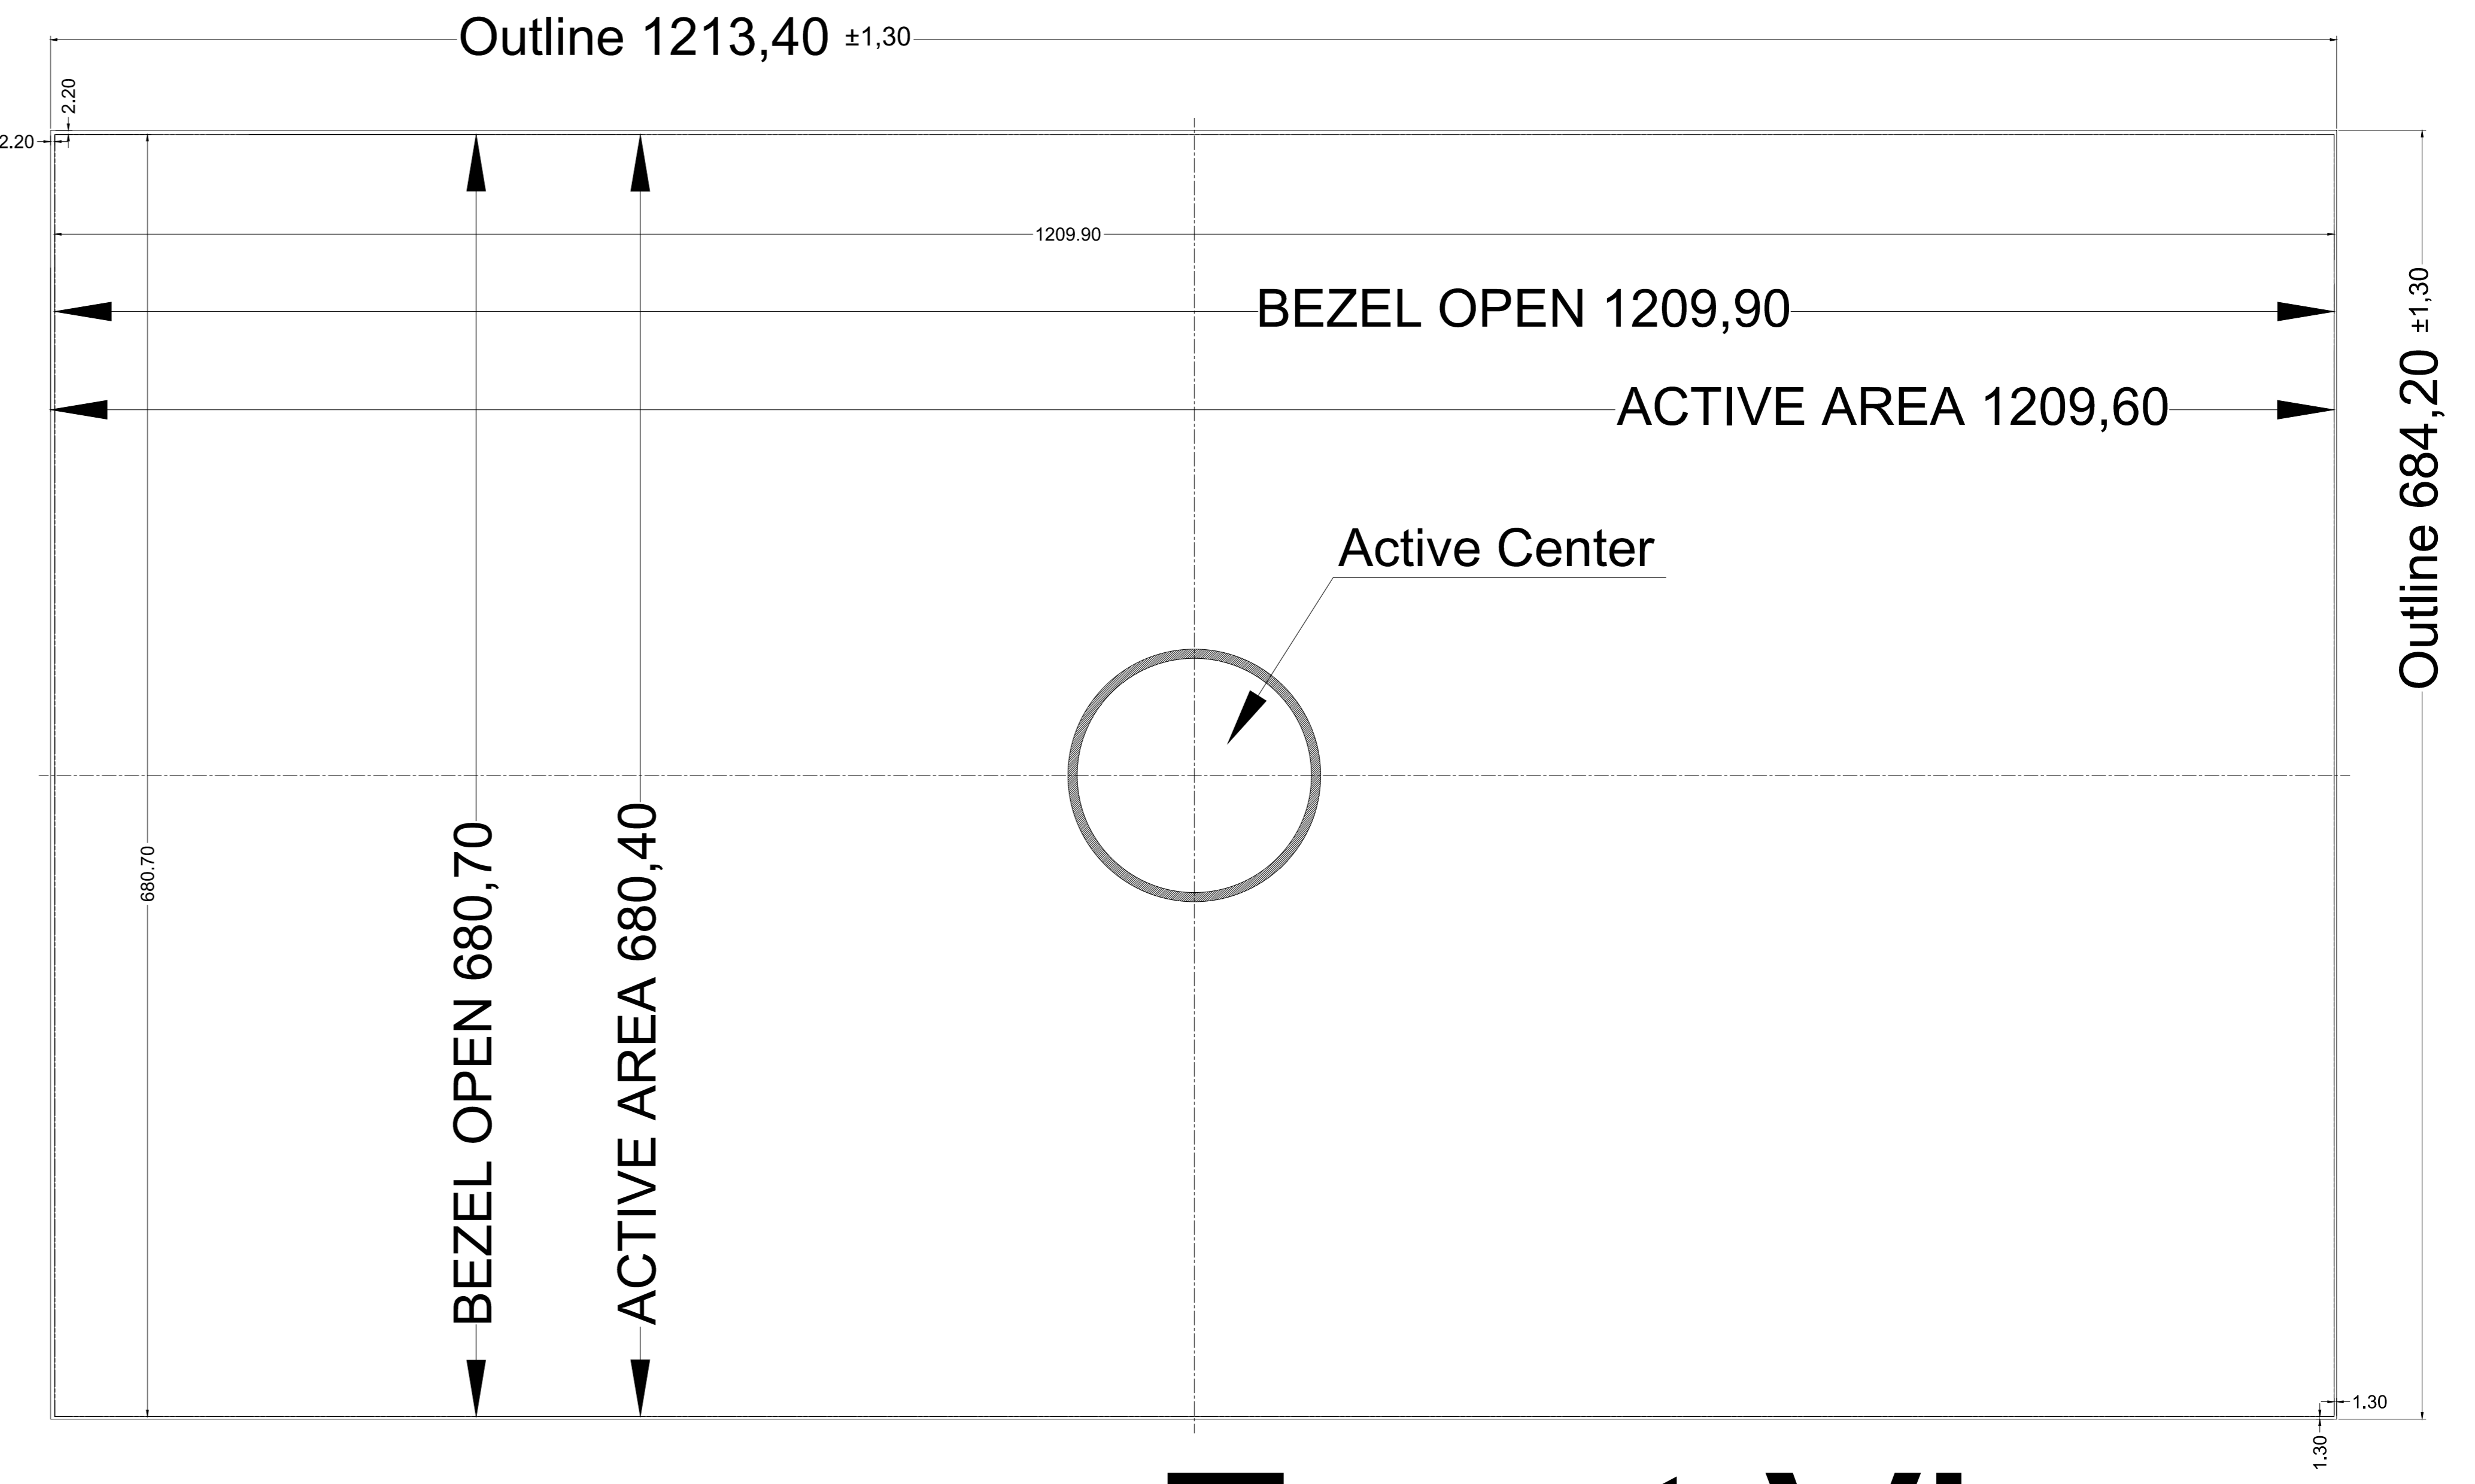 Outline 1213,40 ±1,30
2.20
2.20
1209.90
BEZEL OPEN 1209,90
ACTIVE AREA 1209,60
Outline 684,20 ±1,30
Active Center
680.70
BEZEL OPEN 680,70
ACTIVE AREA 680,40
1.30
1.30